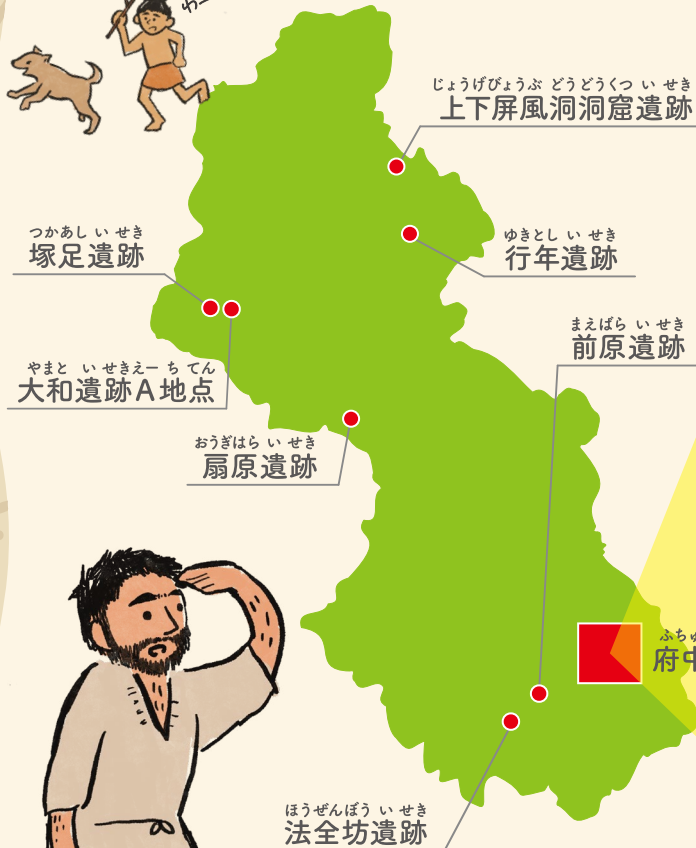 わー
じょうげびょうぶ どうどうくつ い せき
上下屏風洞洞窟遺跡
つかあし い せき
塚足遺跡
ゆきとし い せき
行年遺跡
まえばら い せき
前原遺跡
やまと い せきえー ち てん
大和遺跡A地点
おうぎはら い せき
扇原遺跡
ふちゅ
府中
ほうぜんぼう い せき
法全坊遺跡